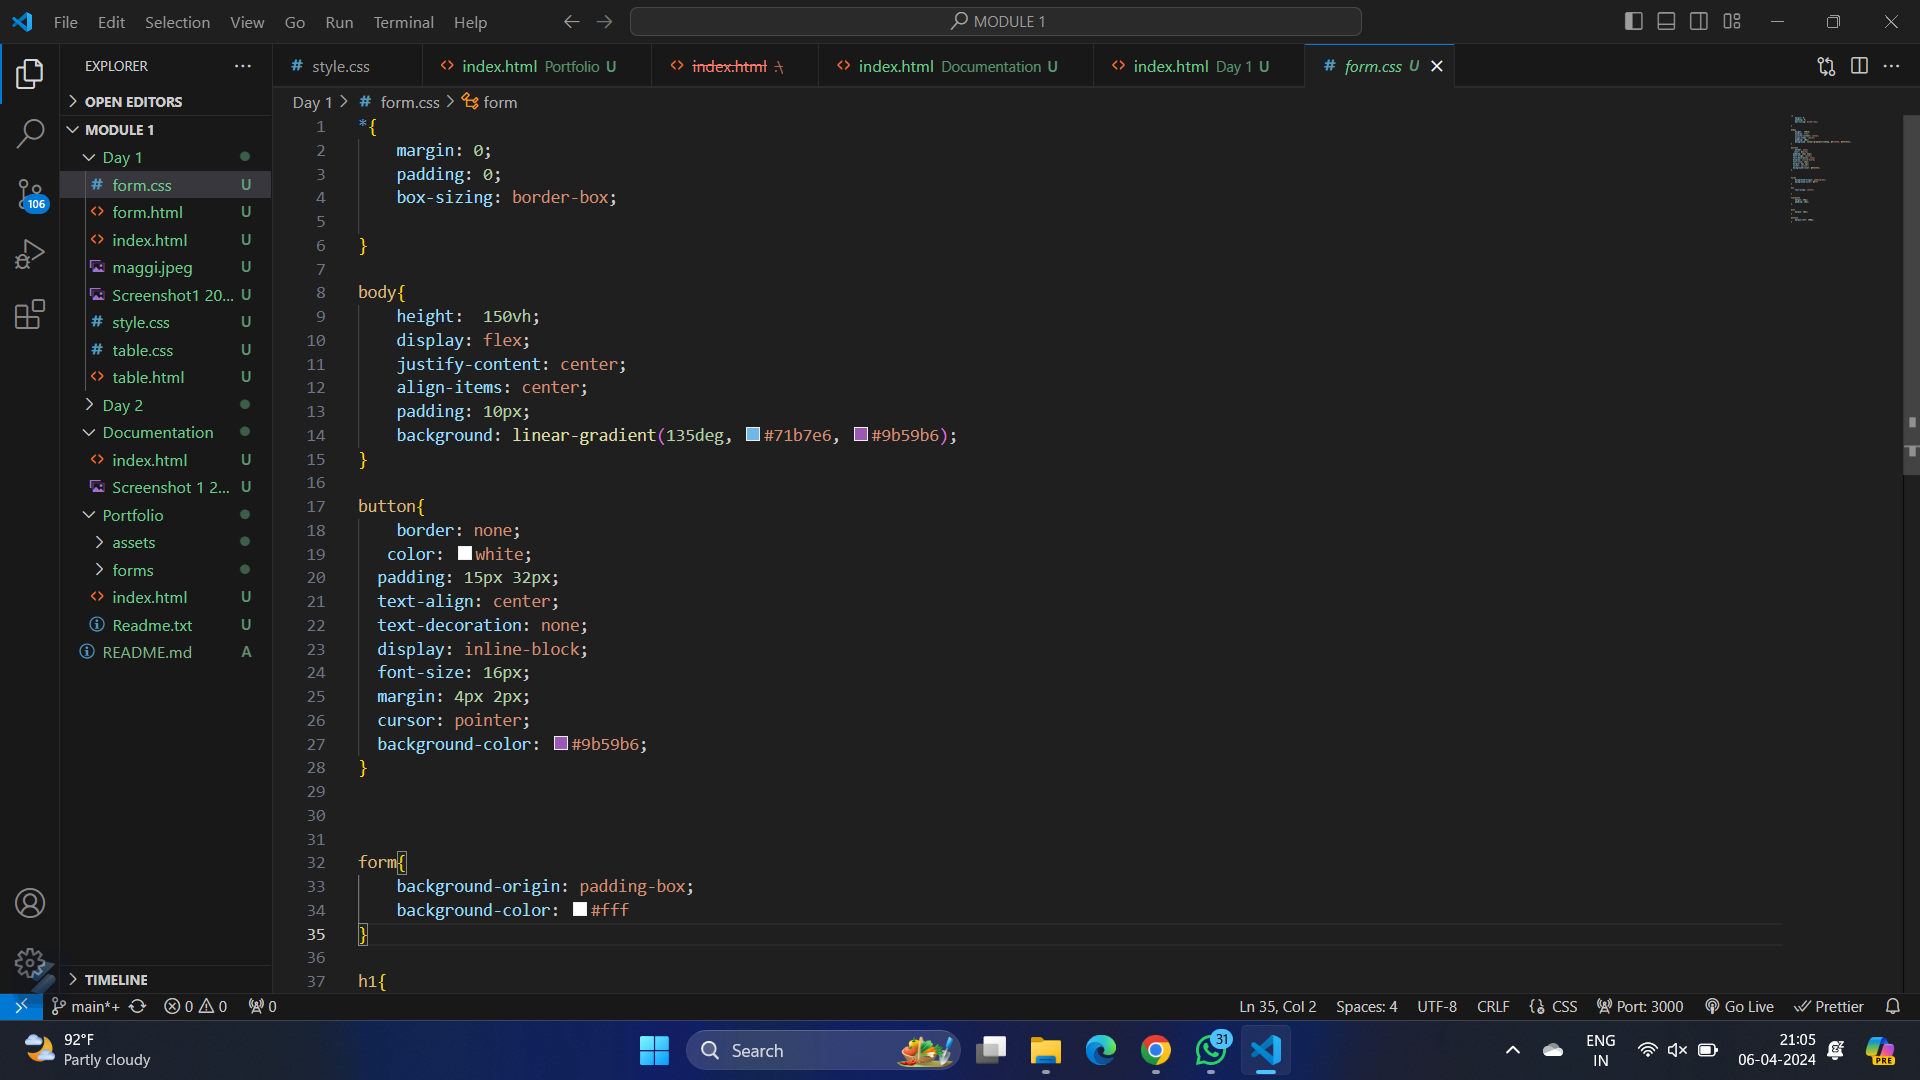 File Edit Selection View Go Run Terminal Help
MODULE 1
EXPLORER
OPEN EDITORS
MODULE 1
Day 1
form.css U
form.html U
index.html U
maggi.jpeg U
Screenshot1 20... U
style.css U
table.css U
table.html U
Day 2
Documentation
index.html U
Screenshot 1 2... U
Portfolio
assets
forms
index.html U
Readme.txt U
README.md A
TIMELINE
106
style.css
index.html Portfolio U
index.html
index.html Documentation U
index.html Day 1 U
form.css U
Day 1 > form.css > form
1 *{
2 margin: 0;
3 padding: 0;
4 box-sizing: border-box;
5
6 }
7
8 body{
9 height:  150vh;
10 display: flex;
11 justify-content: center;
12 align-items: center;
13 padding: 10px;
14 background: linear-gradient(135deg, #71b7e6, #9b59b6);
15 }
16
17 button{
18 border: none;
19 color: white;
20 padding: 15px 32px;
21 text-align: center;
22 text-decoration: none;
23 display: inline-block;
24 font-size: 16px;
25 margin: 4px 2px;
26 cursor: pointer;
27 background-color: #9b59b6;
28 }
29
30
31
32 form{
33 background-origin: padding-box;
34 background-color: #fff
35 }
36
37 h1{
main*+ 0 0 0
Ln 35, Col 2 Spaces: 4 UTF-8 CRLF CSS Port: 3000 Go Live Prettier
92°F
Partly cloudy
Search
31
ENG
IN
21:05
06-04-2024
PRE